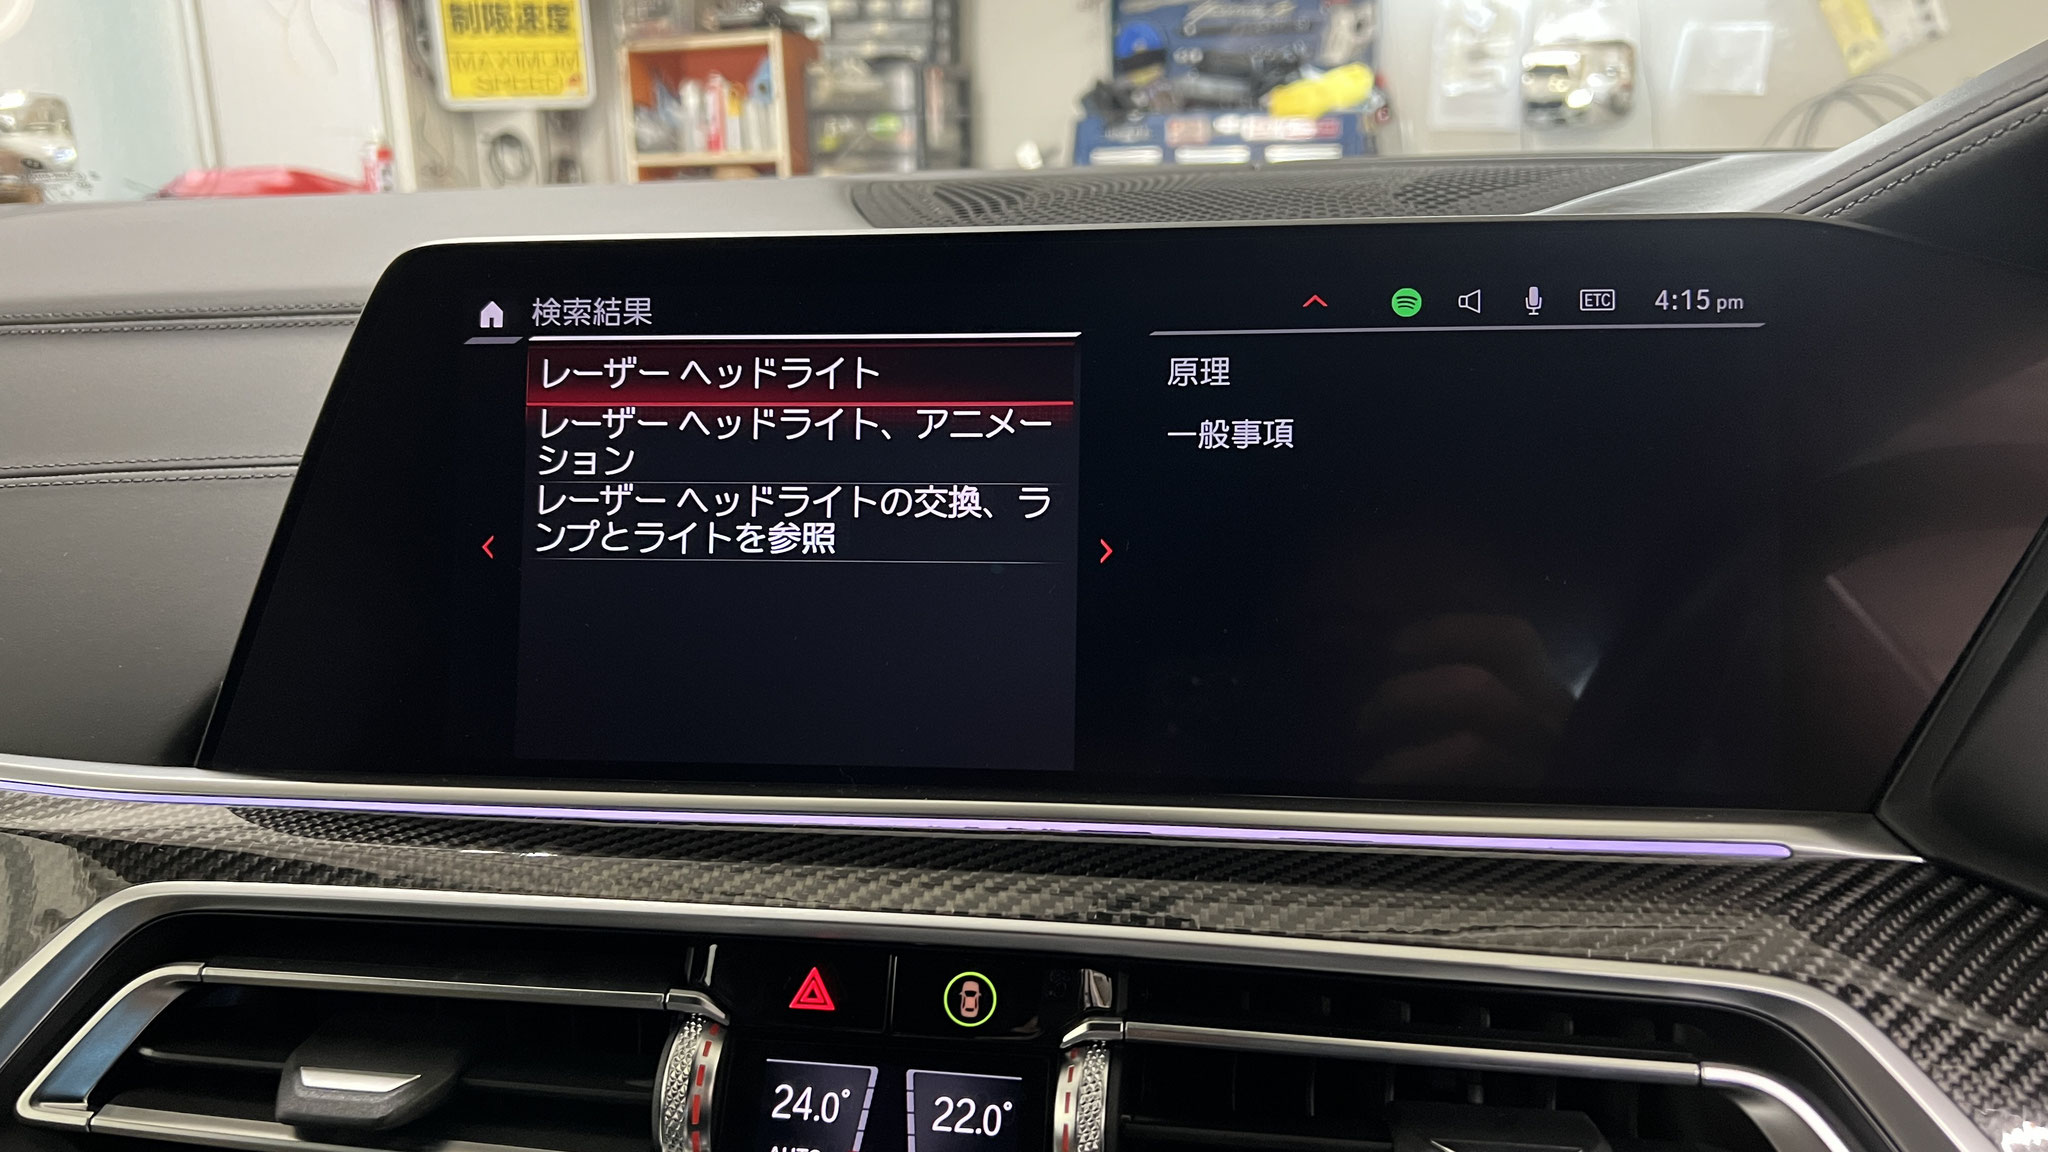 制限速度
MAXIMUM
SPEED
検索結果
ETC
4:15 pm
レーザー ヘッドライト
レーザー ヘッドライト、アニメー
ション
レーザー ヘッドライトの交換、ラ
ンプとライトを参照
原理
一般事項
24.0°
22.0°
AUTO